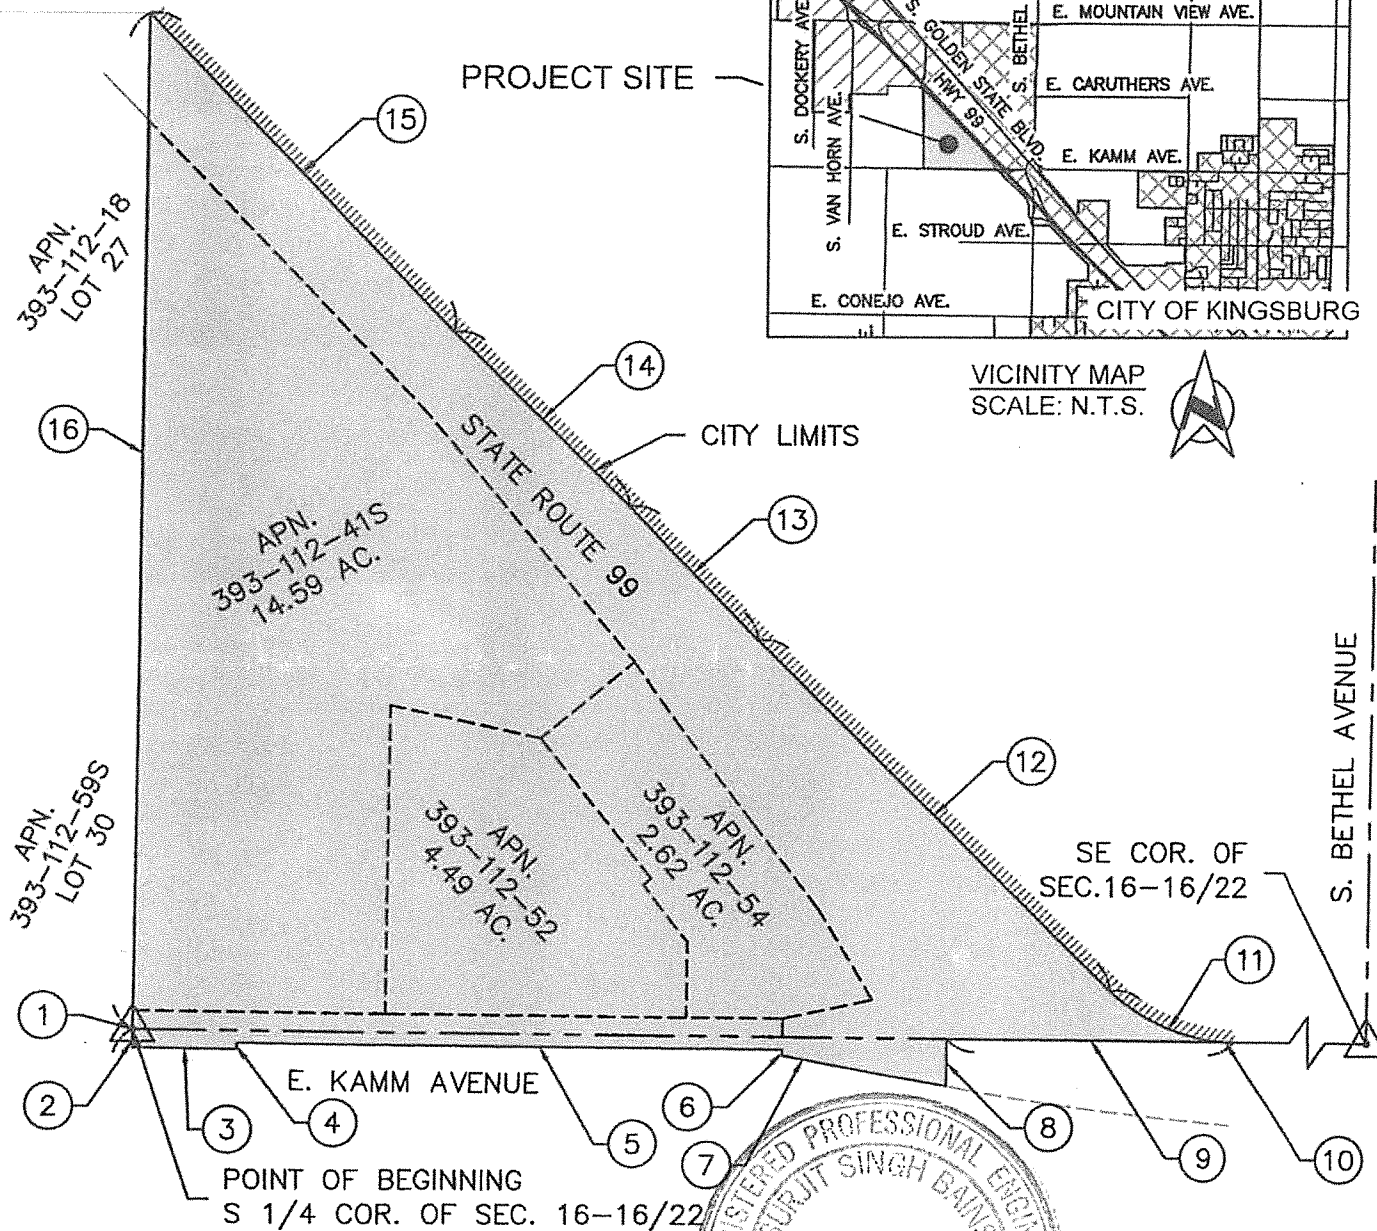 PROJECT SITE
S. DOCKERY AVE.
S. VAN HORN AVE.
S. GOLDEN STATE BLVD.
HWY 99
S. BETHEL
E. MOUNTAIN VIEW AVE.
E. CARUTHERS AVE.
E. KAMM AVE.
E. STROUD AVE.
E. CONEJO AVE.
CITY OF KINGSBURG
VICINITY MAP
SCALE: N.T.S.
15
APN.
393-112-18
LOT 27
14
16
STATE ROUTE 99
CITY LIMITS
13
APN.
393-112-41S
14.59 AC.
12
S. BETHEL AVENUE
APN.
393-112-59S
LOT 30
APN.
393-112-52
4.49 AC.
APN.
393-112-54
2.62 AC.
SE COR. OF
SEC.16-16/22
11
1
2
3
4
E. KAMM AVENUE
5
6
7
8
9
10
POINT OF BEGINNING
S 1/4 COR. OF SEC. 16-16/22
PROFESSIONAL
SURJIT SINGH BAINS